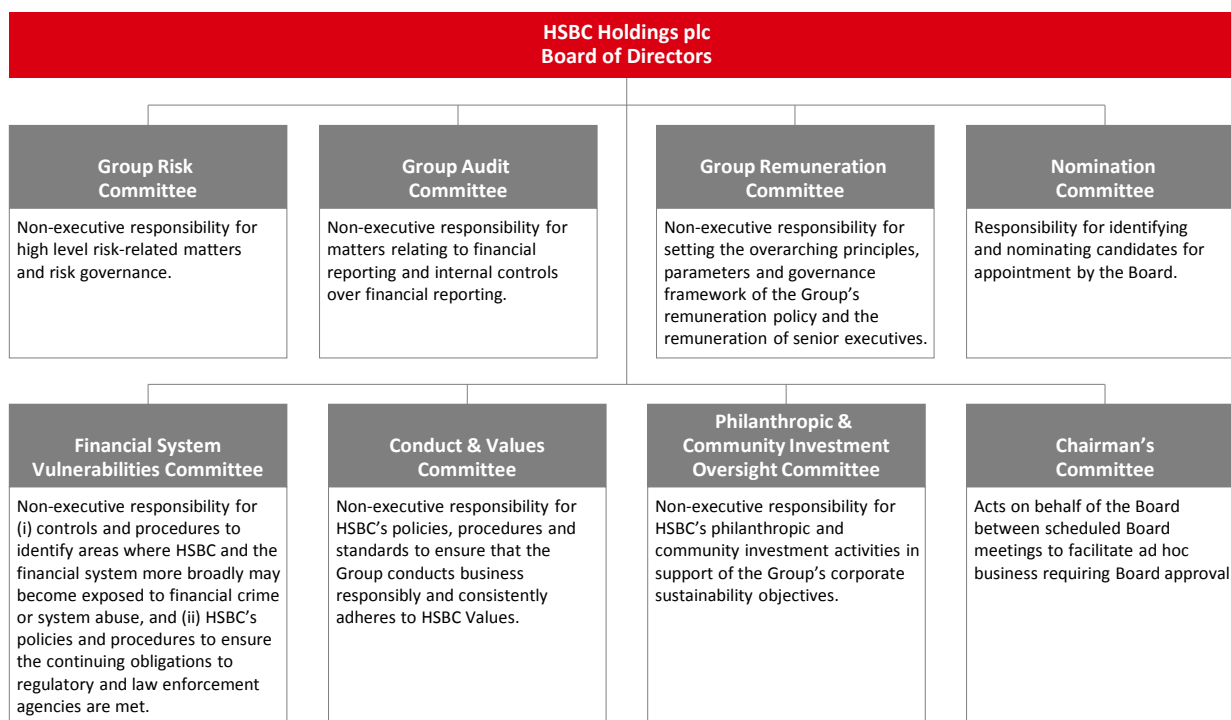 HSBC Holdings plc
Board of Directors
Group Risk
Committee
Non-executive responsibility for
high level risk-related matters
and risk governance.
Group Audit
Committee
Non-executive responsibility for
matters relating to financial
reporting and internal controls
over financial reporting.
Group Remuneration
Committee
Non-executive responsibility for
setting the overarching principles,
parameters and governance
framework of the Group's
remuneration policy and the
remuneration of senior executives.
Nomination
Committee
Responsibility for identifying
and nominating candidates for
appointment by the Board.
Financial System
Vulnerabilities Committee
Non-executive responsibility for
(i) controls and procedures to
identify areas where HSBC and the
financial system more broadly may
become exposed to financial crime
or system abuse, and (ii) HSBC's
policies and procedures to ensure
the continuing obligations to
regulatory and law enforcement
agencies are met.
Conduct & Values
Committee
Non-executive responsibility for
HSBC's policies, procedures and
standards to ensure that the
Group conducts business
responsibly and consistently
adheres to HSBC Values.
Philanthropic &
Community Investment
Oversight Committee
Non-executive responsibility for
HSBC's philanthropic and
community investment activities in
support of the Group's corporate
sustainability objectives.
Chairman's
Committee
Acts on behalf of the Board
between scheduled Board
meetings to facilitate ad hoc
business requiring Board approval